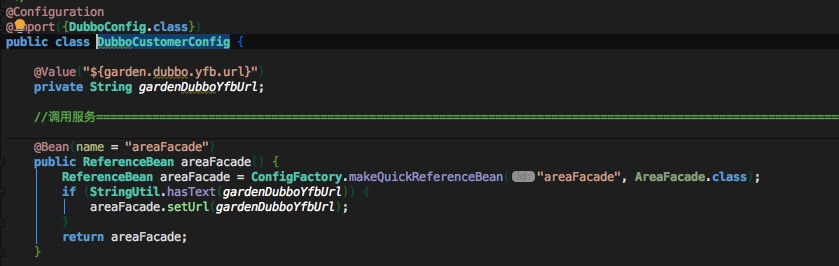 @Configuration
@Import({DubboConfig.class})
public class DubboCustomerConfig {
@Value("${garden.dubbo.yfb.url}")
private String gardenDubboYfbUrl;
//调用服务=========================================================================================================
@Bean(name = "areaFacade")
public ReferenceBean areaFacade() {
ReferenceBean areaFacade = ConfigFactory.makeQuickReferenceBean( id: "areaFacade", AreaFacade.class);
if (StringUtil.hasText(gardenDubboYfbUrl)) {
areaFacade.setUrl(gardenDubboYfbUrl);
}
return areaFacade;
}